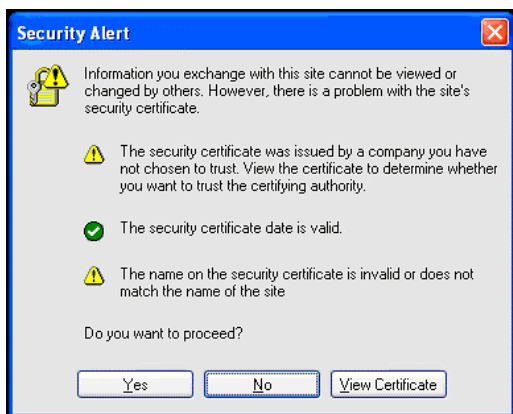 Security Alert
Information you exchange with this site cannot be viewed or
changed by others. However, there is a problem with the site's
security certificate.
The security certificate was issued by a company you have
not chosen to trust. View the certificate to determine whether
you want to trust the certifying authority.
The security certificate date is valid.
The name on the security certificate is invalid or does not
match the name of the site
Do you want to proceed?
Yes
No
View Certificate